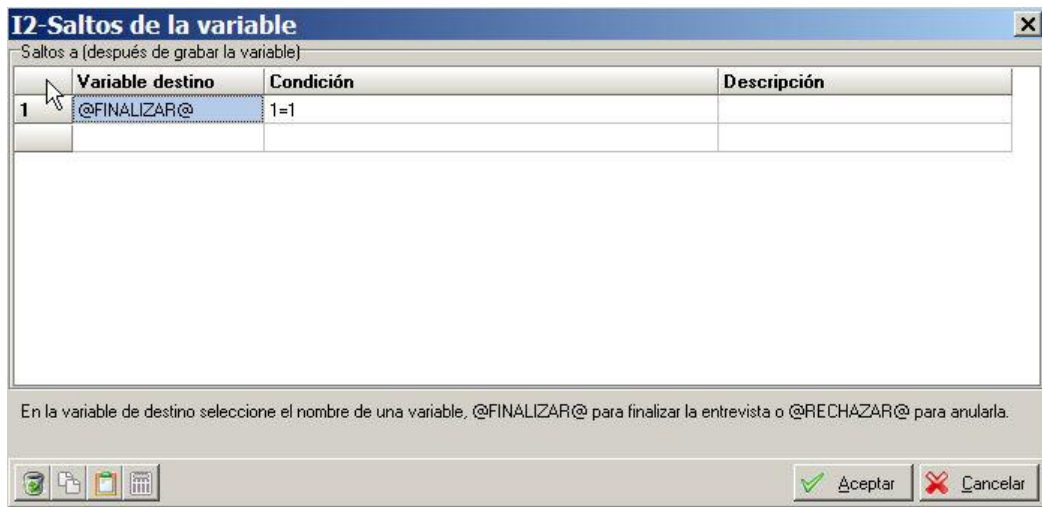 I2-Saltos de la variable
Saltos a (después de grabar la variable)
Variable destino Condición Descripción
1 @FINALIZAR@ 1=1
En la variable de destino seleccione el nombre de una variable, @FINALIZAR@ para finalizar la entrevista o @RECHAZAR@ para anularla.
Aceptar Cancelar